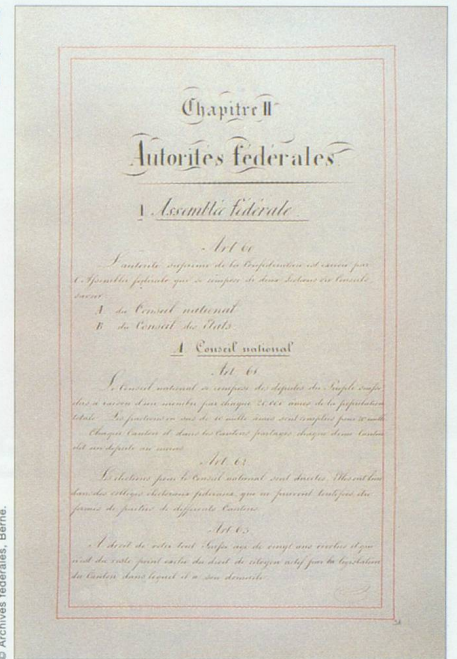 Chapitre II
Autorités fédérales.
I Assemblée fédérale.
Art 60
L'autorité suprême de la Confédération est exercée par
l'Assemblée fédérale qui se compose de deux Sections ou Conseils,
savoir:
A du Conseil national
B du Conseil des États.
A Conseil national
Art. 61
Le Conseil national se compose des députés du Peuple suisse
élus à raison d'un membre par chaque 20,000 âmes de la population
totale. Les fractions en sus de 10 mille âmes sont comptées pour 20 mille
Chaque Canton et dans les Cantons partagés chaque demi Canton
élit un député au moins.
Art. 62
Les élections pour le Conseil national sont directes. Elles ont lieu
dans des collèges électoraux fédéraux, qui ne peuvent toutefois être
formés de parties de différents Cantons.
Art. 63
A droit de voter tout Suisse âgé de vingt ans révolus et qui
n'est du reste point exclu du droit de citoyen actif par la législation
du Canton dans lequel il a son domicile
© Archives fédérales, Berne.